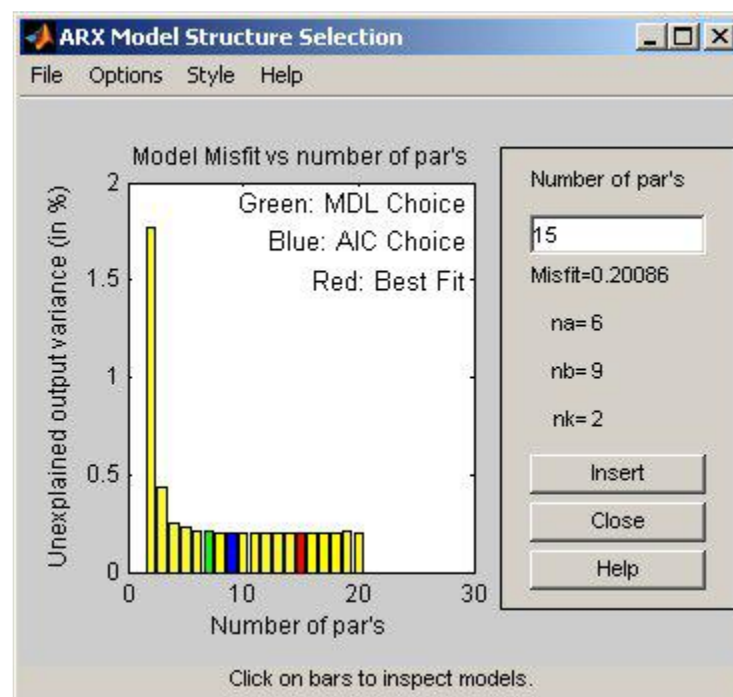 ARX Model Structure Selection
File Options Style Help
Model Misfit vs number of par's
Unexplained output variance (in %)
2
1.5
1
0.5
0
0 10 20 30
Number of par's
Green: MDL Choice
Blue: AIC Choice
Red: Best Fit
Number of par's
15
Misfit=0.20086
na= 6
nb= 9
nk= 2
Insert
Close
Help
Click on bars to inspect models.